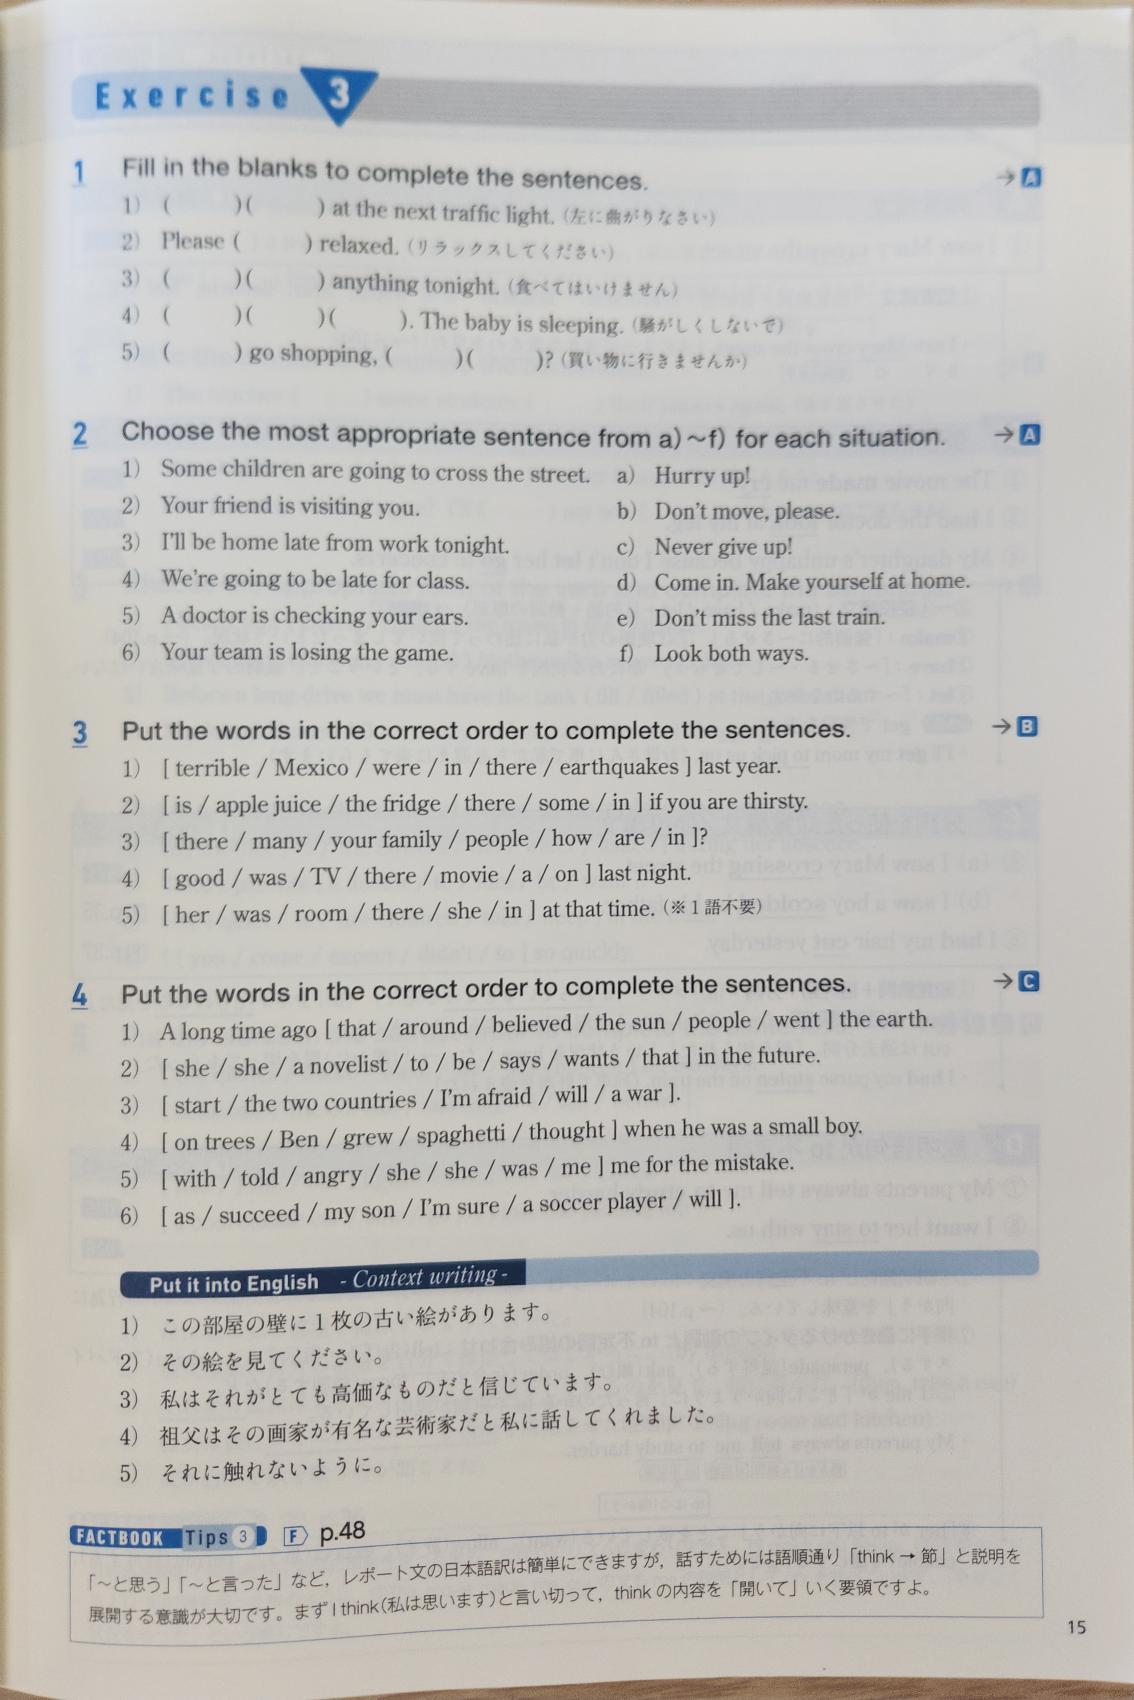 Exercise 3
1 Fill in the blanks to complete the sentences. → A
1) (    )(    ) at the next traffic light. (左に曲がりなさい)
2) Please (    ) relaxed. (リラックスしてください)
3) (    )(    ) anything tonight. (食べてはいけません)
4) (    )(    )(    ). The baby is sleeping. (騒がしくしないで)
5) (    ) go shopping, (    )(    )? (買い物に行きませんか)
2 Choose the most appropriate sentence from a)~f) for each situation. → A
1) Some children are going to cross the street. a) Hurry up!
2) Your friend is visiting you. b) Don't move, please.
3) I'll be home late from work tonight. c) Never give up!
4) We're going to be late for class. d) Come in. Make yourself at home.
5) A doctor is checking your ears. e) Don't miss the last train.
6) Your team is losing the game. f) Look both ways.
3 Put the words in the correct order to complete the sentences. → B
1) [ terrible / Mexico / were / in / there / earthquakes ] last year.
2) [ is / apple juice / the fridge / there / some / in ] if you are thirsty.
3) [ there / many / your family / people / how / are / in ]?
4) [ good / was / TV / there / movie / a / on ] last night.
5) [ her / was / room / there / she / in ] at that time. (※1語不要)
4 Put the words in the correct order to complete the sentences. → C
1) A long time ago [ that / around / believed / the sun / people / went ] the earth.
2) [ she / she / a novelist / to / be / says / wants / that ] in the future.
3) [ start / the two countries / I'm afraid / will / a war ].
4) [ on trees / Ben / grew / spaghetti / thought ] when he was a small boy.
5) [ with / told / angry / she / she / was / me ] me for the mistake.
6) [ as / succeed / my son / I'm sure / a soccer player / will ].
Put it into English - Context writing -
1) この部屋の壁に1枚の古い絵があります。
2) その絵を見てください。
3) 私はそれがとても高価なものだと信じています。
4) 祖父はその画家が有名な芸術家だと私に話してくれました。
5) それに触れないように。
FACTBOOK Tips 3 F p.48
「〜と思う」「〜と言った」など，レポート文の日本語訳は簡単にできますが，話すためには語順通り「think → 節」と説明を
展開する意識が大切です。まずI think(私は思います)と言い切って，thinkの内容を「開いて」いく要領ですよ。
15